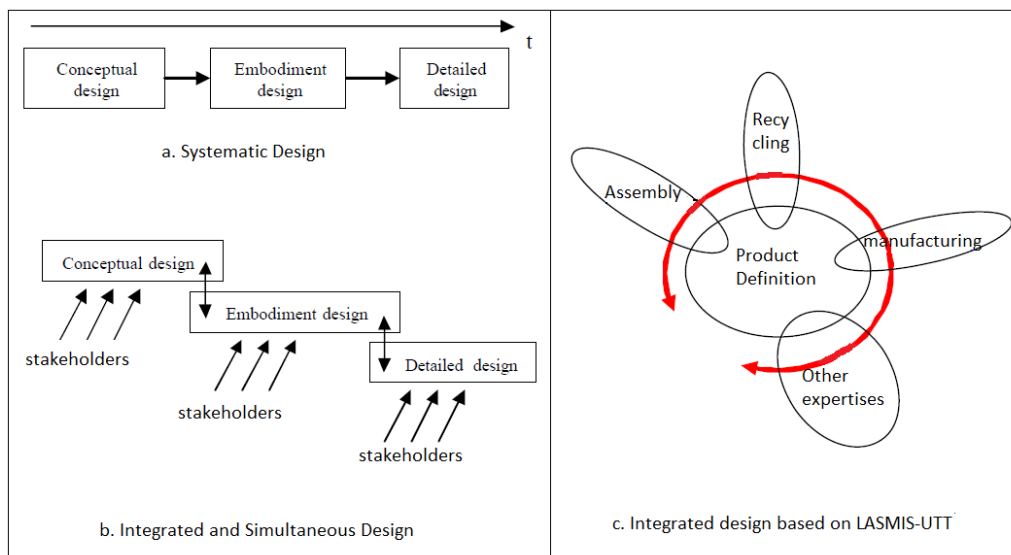 t
Conceptual
design
Embodiment
design
Detailed
design
a. Systematic Design
Conceptual design
stakeholders
Embodiment design
stakeholders
Detailed design
stakeholders
b. Integrated and Simultaneous Design
Recy
cling
Assembly
manufacturing
Product
Definition
Other
expertises
c. Integrated design based on LASMIS-UTT